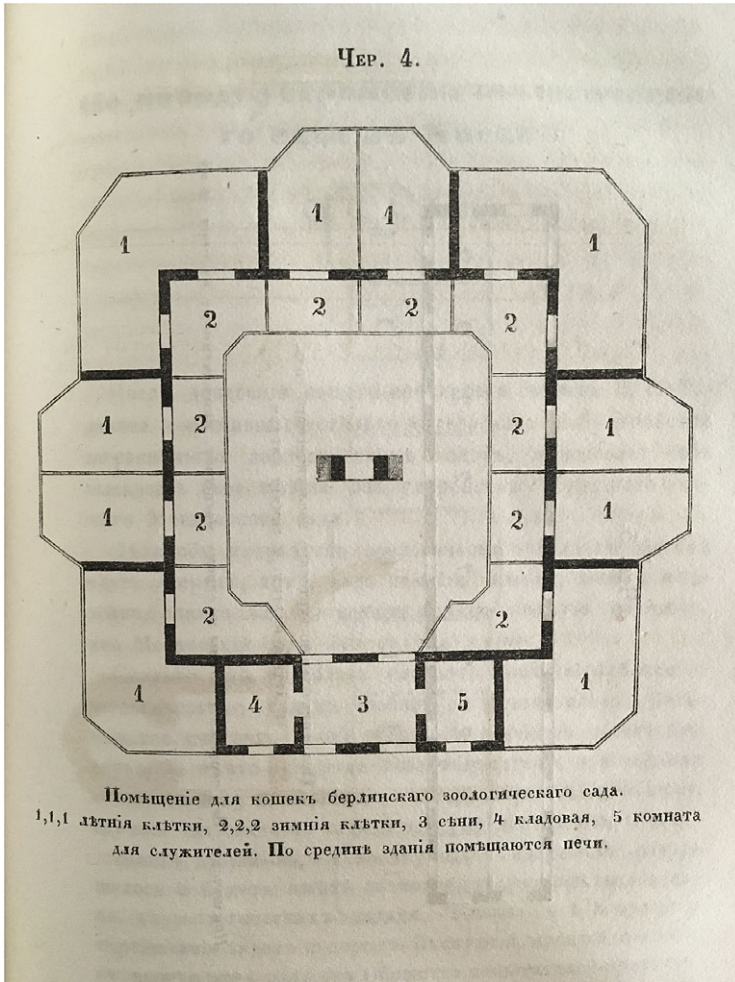 Чер. 4.
1 1
1 1
2 2
2 2
1 2 2 1
1 2 2 1
2 2
1 4 3 5 1
Помѣщеніе для кошекъ берлинскаго зоологическаго сада.
1,1,1 лѣтнія клѣтки, 2,2,2 зимнія клѣтки, 3 сѣни, 4 кладовая, 5 комната
для служителей. По срединѣ зданія помѣщаются печи.